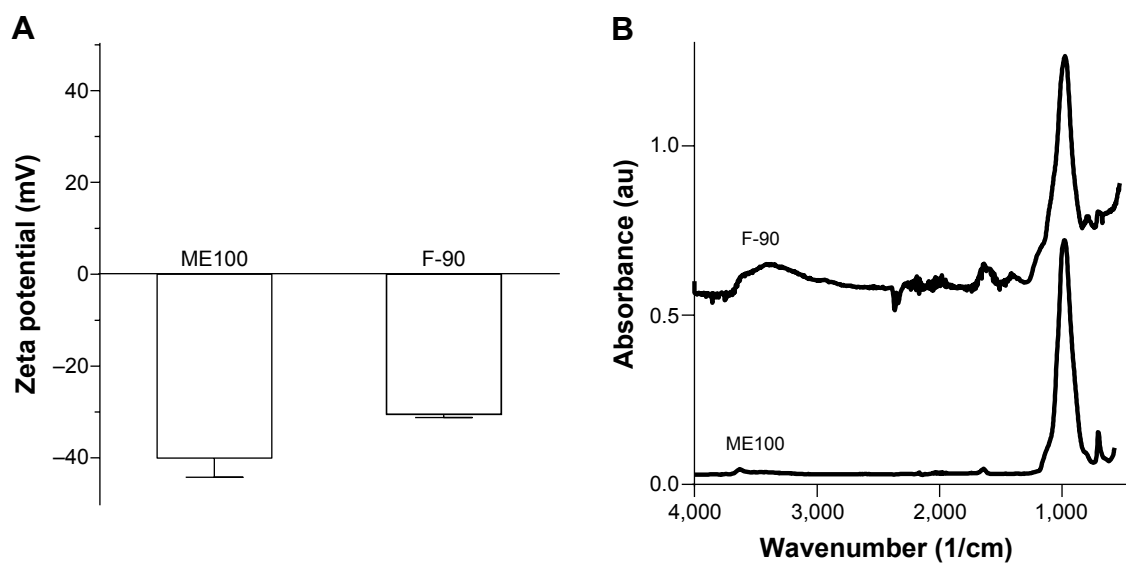 A
Zeta potential (mV)
40
20
0
–20
–40
ME100
F-90
B
Absorbance (au)
1.0
0.5
0.0
F-90
ME100
4,000
3,000
2,000
1,000
Wavenumber (1/cm)